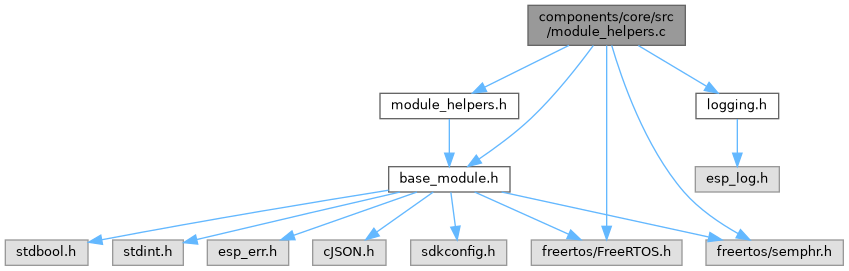 components/core/src
/module_helpers.c
module_helpers.h
logging.h
base_module.h
esp_log.h
stdbool.h
stdint.h
esp_err.h
cJSON.h
sdkconfig.h
freertos/FreeRTOS.h
freertos/semphr.h